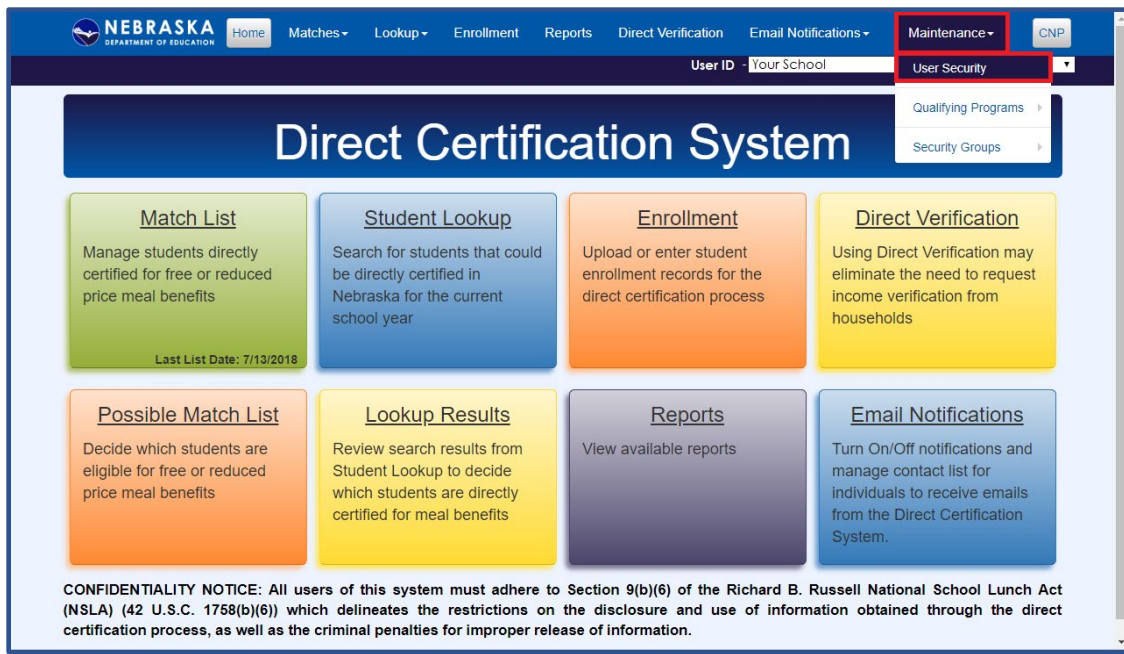 NEBRASKA
DEPARTMENT OF EDUCATION
Home Matches Lookup Enrollment Reports Direct Verification Email Notifications Maintenance CNP
User ID - Your School
User Security
Qualifying Programs
Security Groups
Direct Certification System
Match List
Manage students directly
certified for free or reduced
price meal benefits
Last List Date: 7/13/2018
Student Lookup
Search for students that could
be directly certified in
Nebraska for the current
school year
Enrollment
Upload or enter student
enrollment records for the
direct certification process
Direct Verification
Using Direct Verification may
eliminate the need to request
income verification from
households
Possible Match List
Decide which students are
eligible for free or reduced
price meal benefits
Lookup Results
Review search results from
Student Lookup to decide
which students are directly
certified for meal benefits
Reports
View available reports
Email Notifications
Turn On/Off notifications and
manage contact list for
individuals to receive emails
from the Direct Certification
System.
CONFIDENTIALITY NOTICE: All users of this system must adhere to Section 9(b)(6) of the Richard B. Russell National School Lunch Act
(NSLA) (42 U.S.C. 1758(b)(6)) which delineates the restrictions on the disclosure and use of information obtained through the direct
certification process, as well as the criminal penalties for improper release of information.